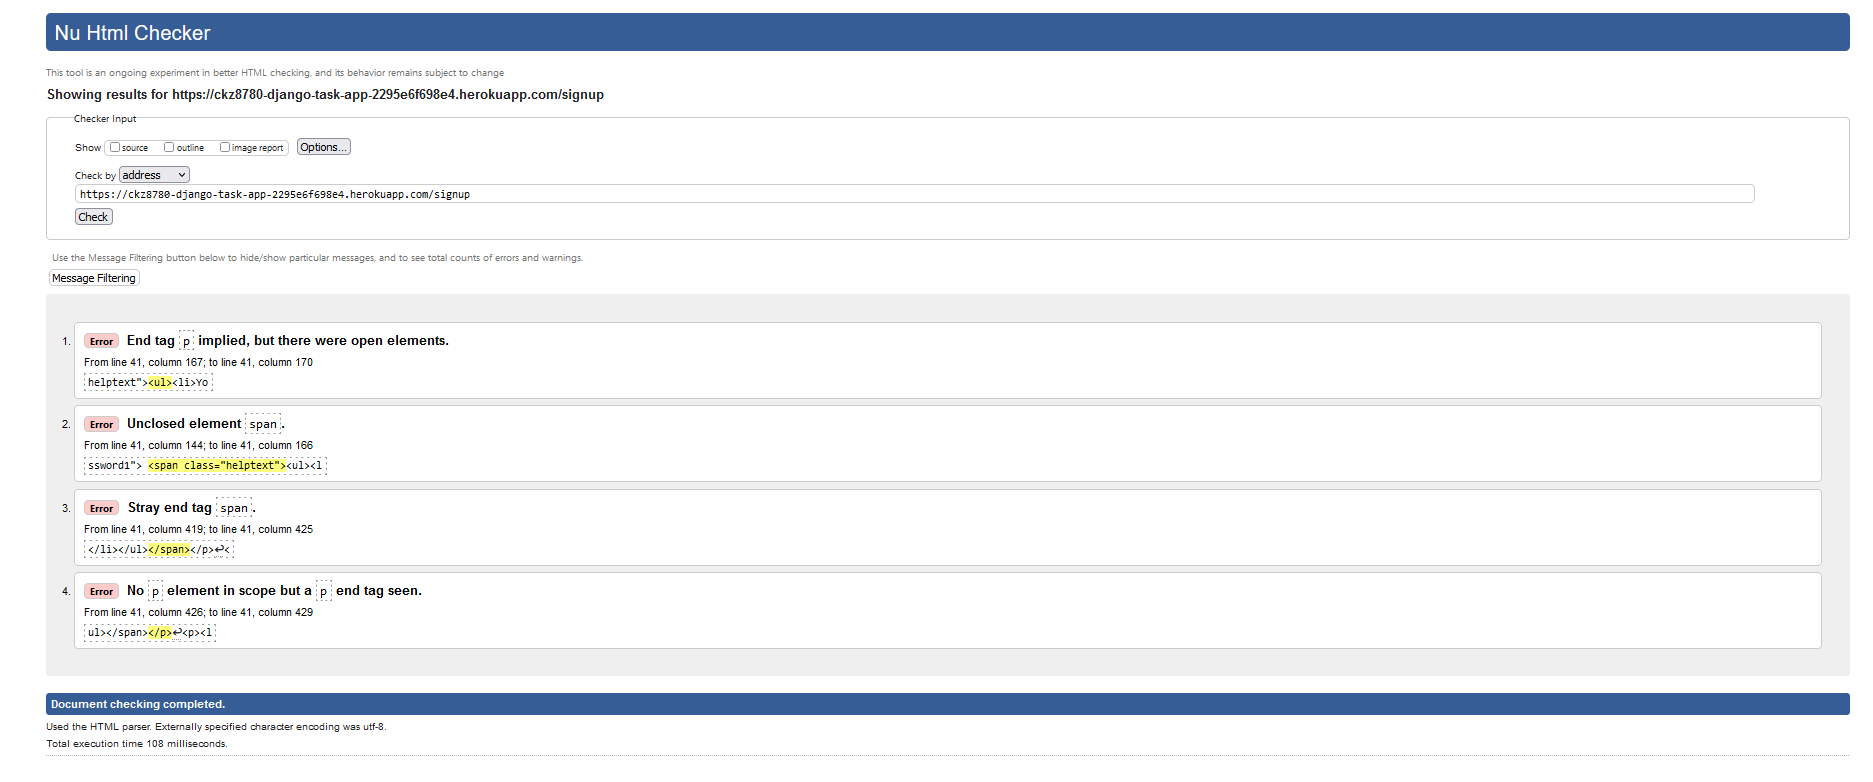 Nu Html Checker
This tool is an ongoing experiment in better HTML checking, and its behavior remains subject to change
Showing results for https://ckz8780-django-task-app-2295e6f698e4.herokuapp.com/signup
Checker Input
Show source outline image report Options...
Check by address
https://ckz8780-django-task-app-2295e6f698e4.herokuapp.com/signup
Check
Use the Message Filtering button below to hide/show particular messages, and to see total counts of errors and warnings.
Message Filtering
1. Error End tag p implied, but there were open elements.
From line 41, column 167; to line 41, column 170
helptext"><ul><li>Yo
2. Error Unclosed element span.
From line 41, column 144; to line 41, column 166
ssword1"> <span class="helptext"><ul><l
3. Error Stray end tag span.
From line 41, column 419; to line 41, column 425
</li></ul></span></p>↩<
4. Error No p element in scope but a p end tag seen.
From line 41, column 426; to line 41, column 429
ul></span></p>↩<p><l
Document checking completed.
Used the HTML parser. Externally specified character encoding was utf-8.
Total execution time 108 milliseconds.